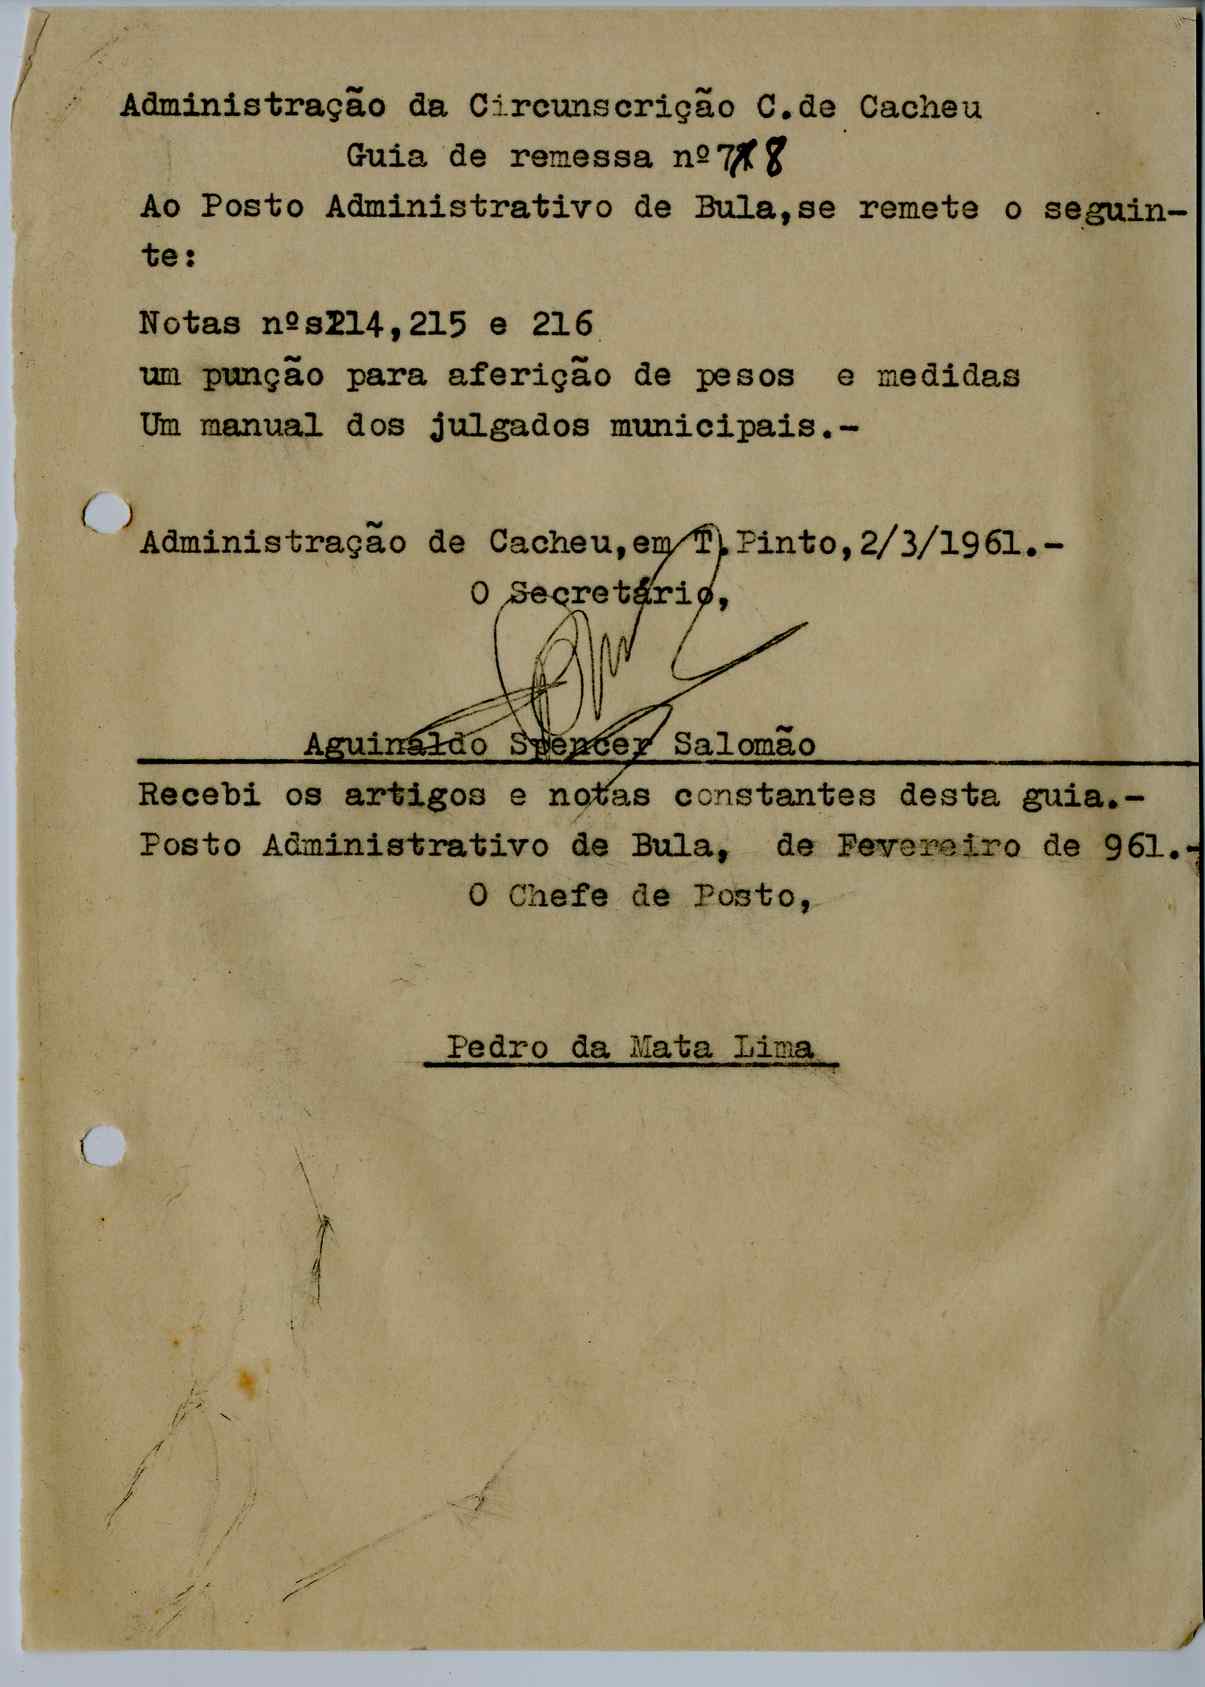 Administração da Circunscrição C.de Cacheu
Guia de remessa nº 8
Ao Posto Administrativo de Bula,se remete o seguin-
te:
Notas nºs214,215 e 216
um punção para aferição de pesos e medidas
Um manual dos julgados municipais.-
Administração de Cacheu,em T.Pinto,2/3/1961.-
O Secretário,
Aguinaldo Spencer Salomão
Recebi os artigos e notas constantes desta guia.-
Posto Administrativo de Bula, de Fevereiro de 961.-
O Chefe de Posto,
Pedro da Mata Lima